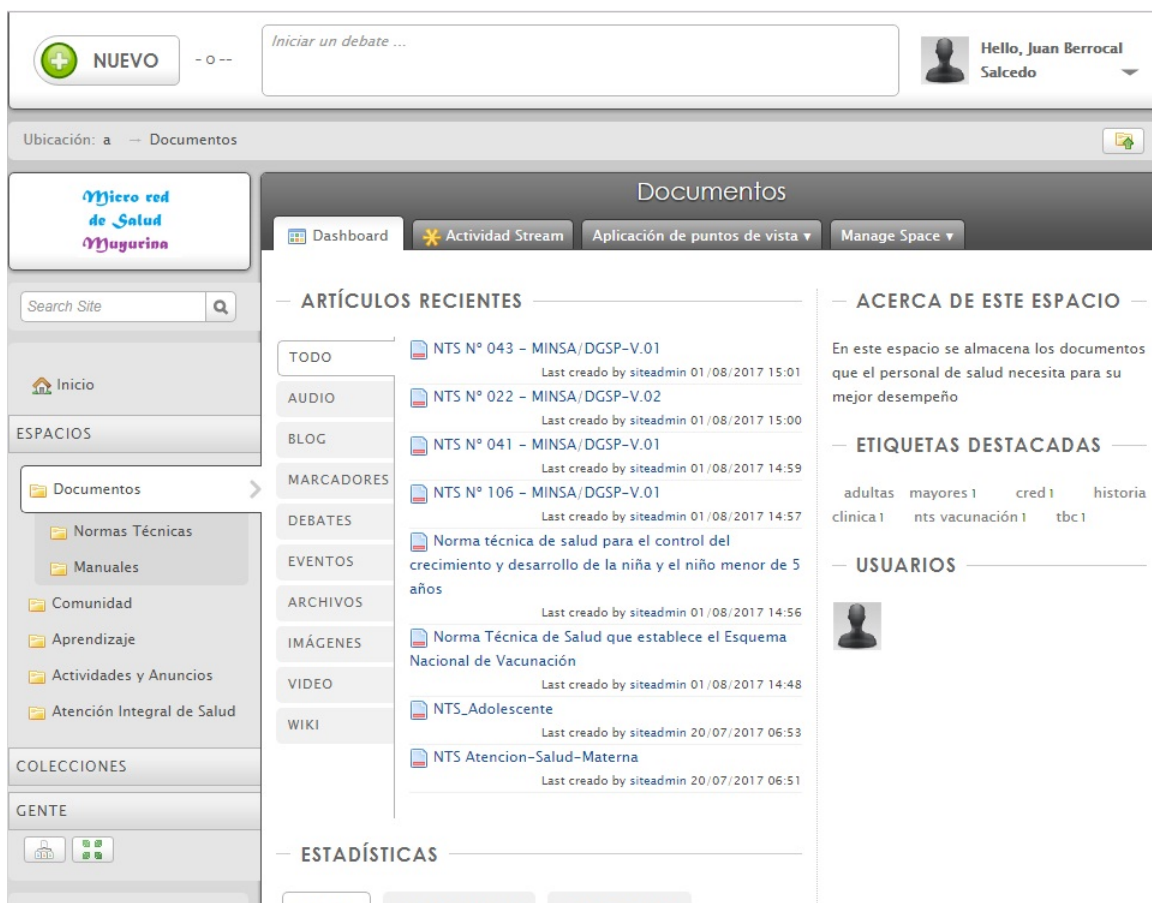 NUEVO
- o --
Iniciar un debate ...
Hello, Juan Berrocal
Salcedo
Ubicación: a → Documentos
Micro red
de Salud
Muyurina
Search Site
Inicio
ESPACIOS
Documentos
Normas Técnicas
Manuales
Comunidad
Aprendizaje
Actividades y Anuncios
Atención Integral de Salud
COLECCIONES
GENTE
Documentos
Dashboard
Actividad Stream
Aplicación de puntos de vista ▾
Manage Space ▾
ARTÍCULOS RECIENTES
TODO
AUDIO
BLOG
MARCADORES
DEBATES
EVENTOS
ARCHIVOS
IMÁGENES
VIDEO
WIKI
NTS Nº 043 - MINSA/DGSP-V.01
Last creado by siteadmin 01/08/2017 15:01
NTS Nº 022 - MINSA/DGSP-V.02
Last creado by siteadmin 01/08/2017 15:00
NTS Nº 041 - MINSA/DGSP-V.01
Last creado by siteadmin 01/08/2017 14:59
NTS Nº 106 - MINSA/DGSP-V.01
Last creado by siteadmin 01/08/2017 14:57
Norma técnica de salud para el control del
crecimiento y desarrollo de la niña y el niño menor de 5
años
Last creado by siteadmin 01/08/2017 14:56
Norma Técnica de Salud que establece el Esquema
Nacional de Vacunación
Last creado by siteadmin 01/08/2017 14:48
NTS_Adolescente
Last creado by siteadmin 20/07/2017 06:53
NTS Atencion-Salud-Materna
Last creado by siteadmin 20/07/2017 06:51
ESTADÍSTICAS
ACERCA DE ESTE ESPACIO
En este espacio se almacena los documentos
que el personal de salud necesita para su
mejor desempeño
ETIQUETAS DESTACADAS
adultas mayores 1 cred 1 historia
clinica 1 nts vacunación 1 tbc 1
USUARIOS